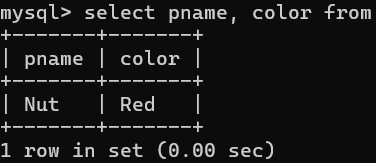 mysql> select pname, color from
+-------+-------+
| pname | color |
+-------+-------+
| Nut   | Red   |
+-------+-------+
1 row in set (0.00 sec)